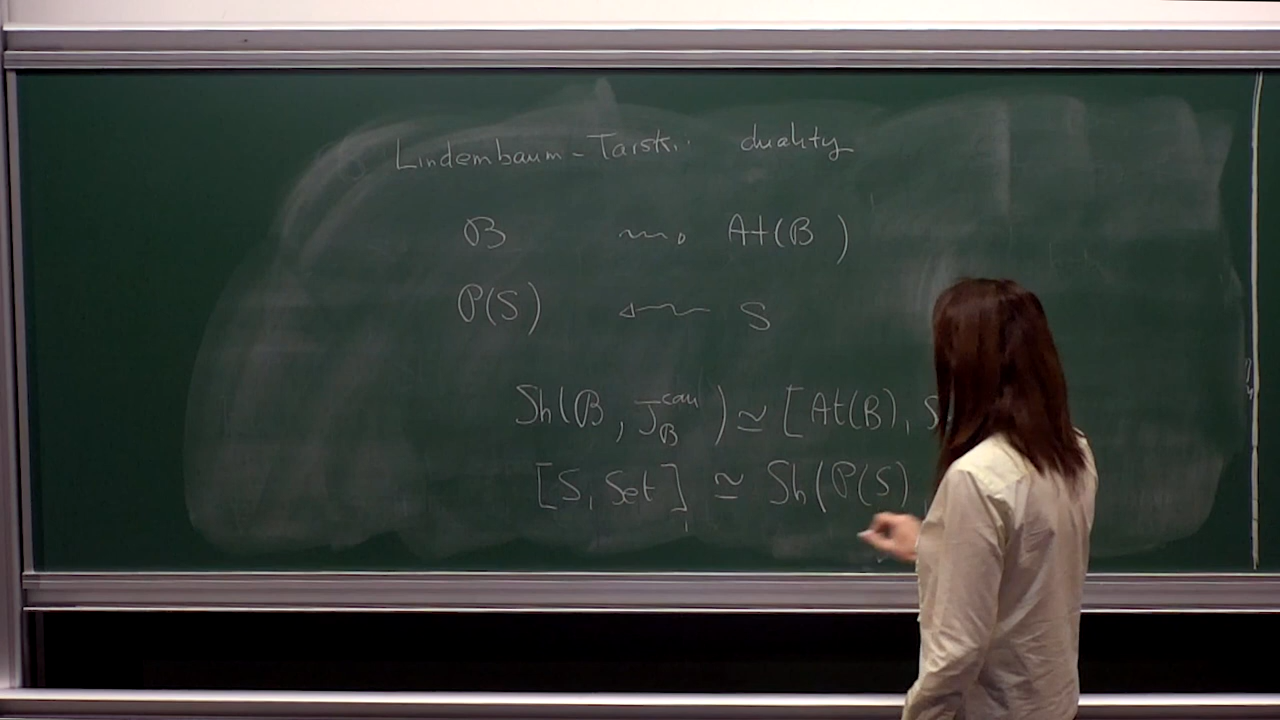 Lindembaum - Tarski duality
B ⇝ At(B)
P(S) ⇜ S
Sh(B, J_B^can) ≃ [At(B), S
[S, Set] ≃ Sh(P(S),